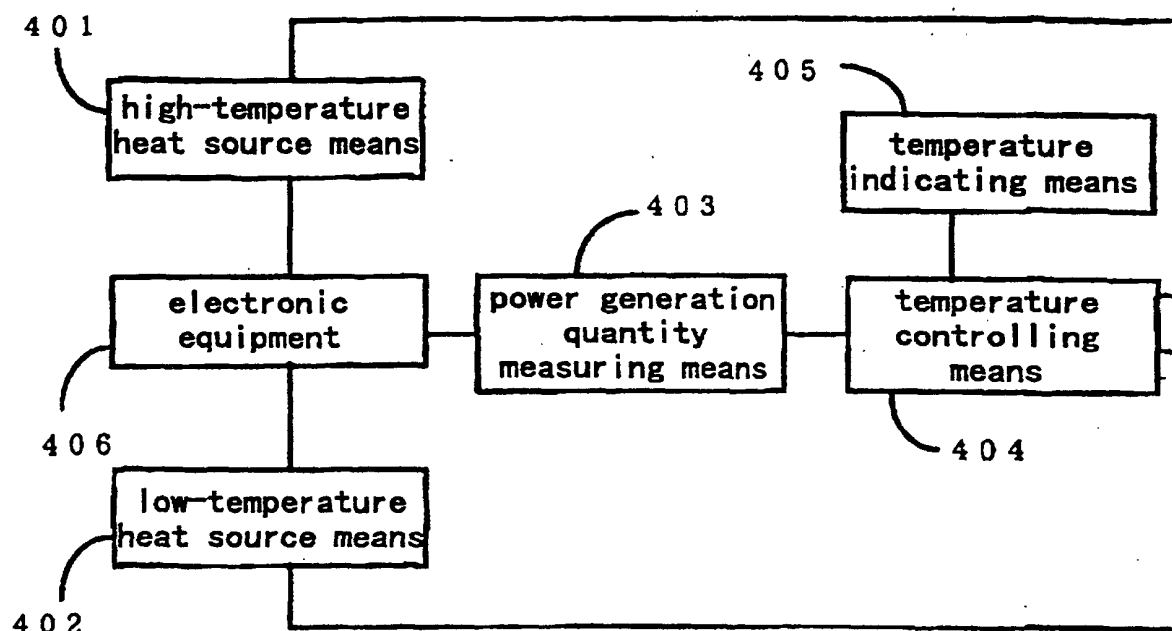 401
high-temperature
heat source means
405
temperature
indicating means
403
electronic
equipment
power generation
quantity
measuring means
temperature
controlling
means
406
404
low-temperature
heat source means
402